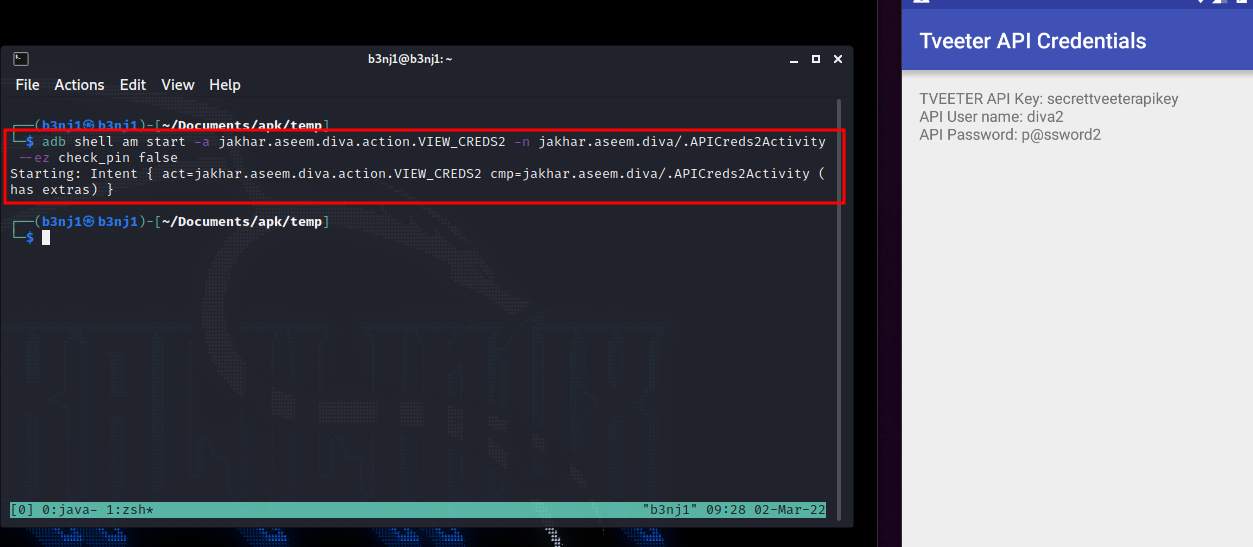 b3nj1@b3nj1: ~
File Actions Edit View Help
┌──(b3nj1㉿b3nj1)-[~/Documents/apk/temp]
└─$ adb shell am start -a jakhar.aseem.diva.action.VIEW_CREDS2 -n jakhar.aseem.diva/.APICreds2Activity
--ez check_pin false
Starting: Intent { act=jakhar.aseem.diva.action.VIEW_CREDS2 cmp=jakhar.aseem.diva/.APICreds2Activity (
has extras) }
┌──(b3nj1㉿b3nj1)-[~/Documents/apk/temp]
└─$
[0] 0:java- 1:zsh* "b3nj1" 09:28 02-Mar-22
Tveeter API Credentials
TVEETER API Key: secrettveeterapikey
API User name: diva2
API Password: p@ssword2